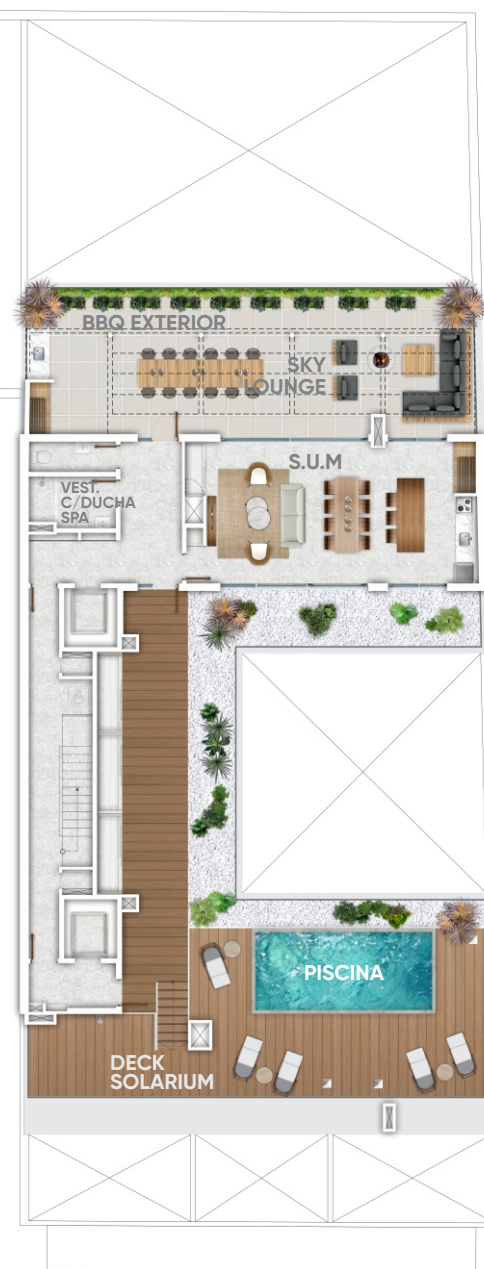 BBQ EXTERIOR
SKY
LOUNGE
S.U.M
VEST.
C/DUCHA
SPA
PISCINA
DECK
SOLARIUM